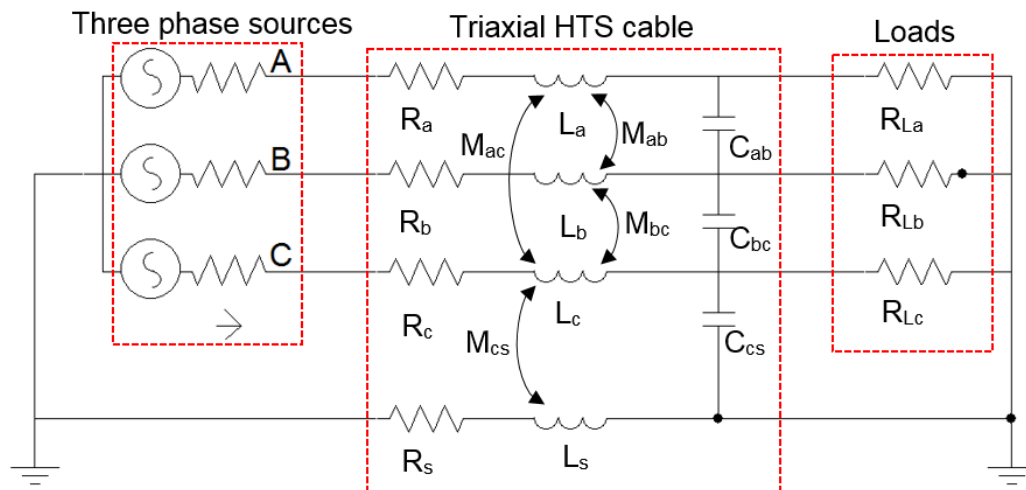 Three phase sources
Triaxial HTS cable
Loads
A
Ra
La
Mab
Mac
Cab
RLa
B
Rb
Lb
Mbc
Cbc
RLb
C
Rc
Lc
Mcs
Ccs
RLc
Rs
Ls